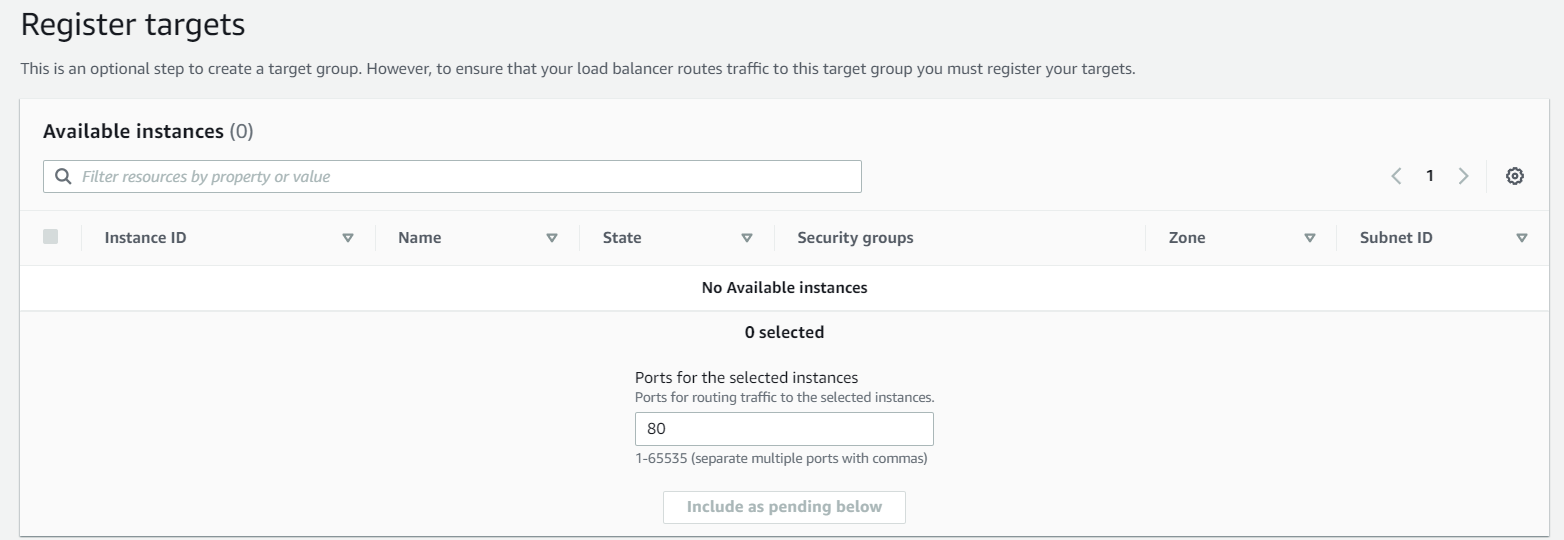 Register targets
This is an optional step to create a target group. However, to ensure that your load balancer routes traffic to this target group you must register your targets.
Available instances (0)
Filter resources by property or value
1
Instance ID Name State Security groups Zone Subnet ID
No Available instances
0 selected
Ports for the selected instances
Ports for routing traffic to the selected instances.
80
1-65535 (separate multiple ports with commas)
Include as pending below